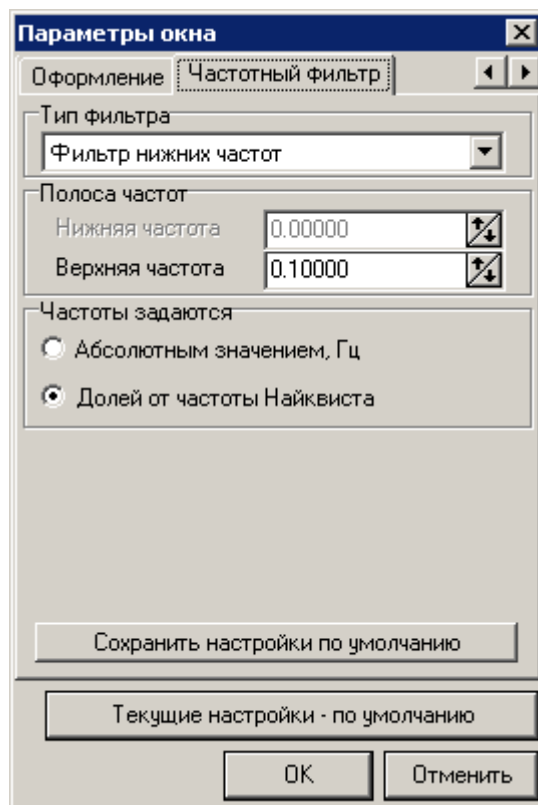 Параметры окна
Оформление Частотный фильтр
Тип фильтра
Фильтр нижних частот
Полоса частот
Нижняя частота 0.00000
Верхняя частота 0.10000
Частоты задаются
Абсолютным значением, Гц
Долей от частоты Найквиста
Сохранить настройки по умолчанию
Текущие настройки - по умолчанию
OK Отменить